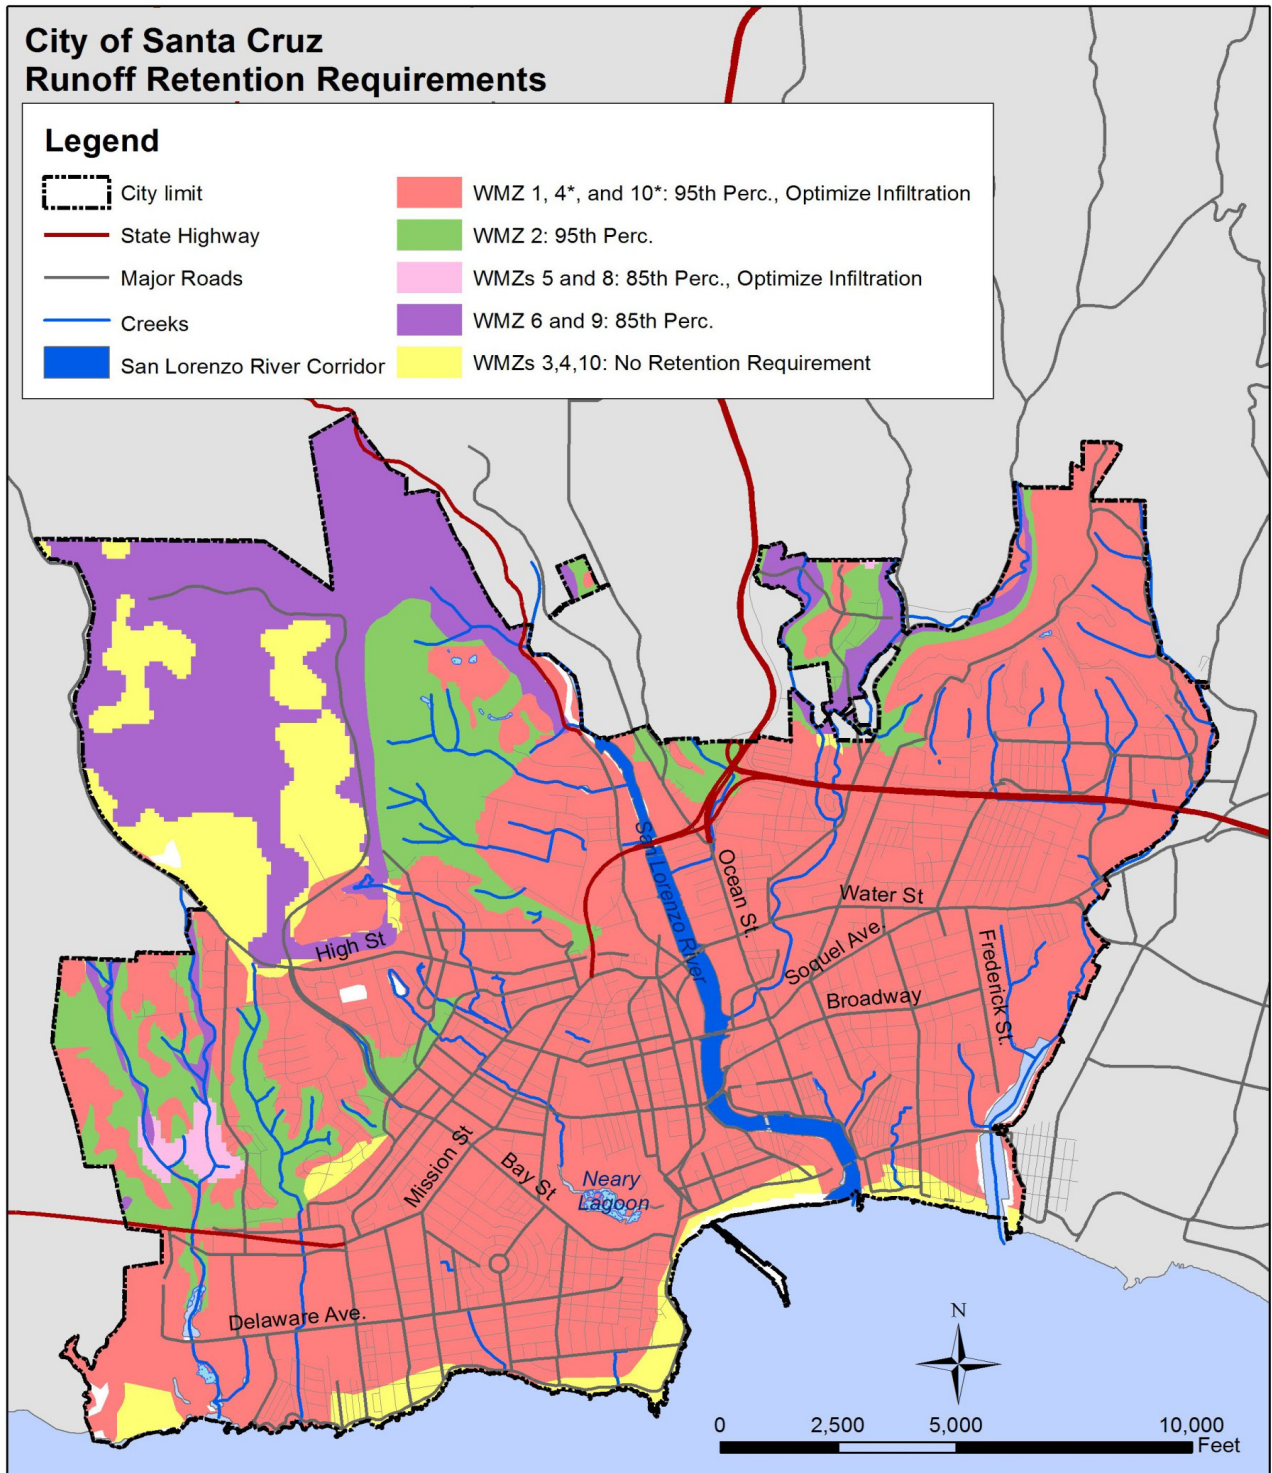 City of Santa Cruz
Runoff Retention Requirements
Legend
City limit
State Highway
Major Roads
Creeks
San Lorenzo River Corridor
WMZ 1, 4*, and 10*: 95th Perc., Optimize Infiltration
WMZ 2: 95th Perc.
WMZs 5 and 8: 85th Perc., Optimize Infiltration
WMZ 6 and 9: 85th Perc.
WMZs 3,4,10: No Retention Requirement
San Lorenzo River
Ocean St.
Water St
Soquel Ave.
Frederick St.
High St
Broadway
Mission St
Bay St
Neary
Lagoon
Delaware Ave.
N
0 2,500 5,000 10,000
Feet